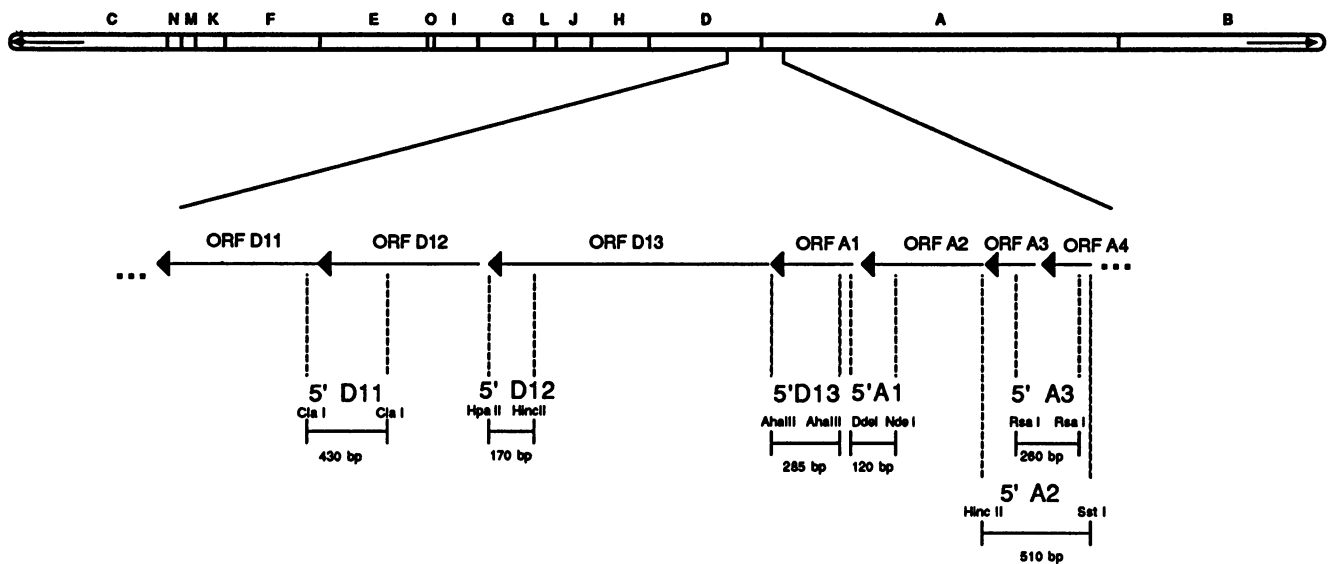 C N M K F E O I G L J H D A B
ORF D11 ORF D12 ORF D13 ORF A1 ORF A2 ORF A3 ORF A4
... ...
5' D11 5' D12 5'D13 5'A1 5' A3
Cla I Cla I Hpa II HincII AhaIII AhaIII DdeI Nde I Rsa I Rsa I
430 bp 170 bp 285 bp 120 bp 260 bp
5' A2
Hinc II Sst I
510 bp